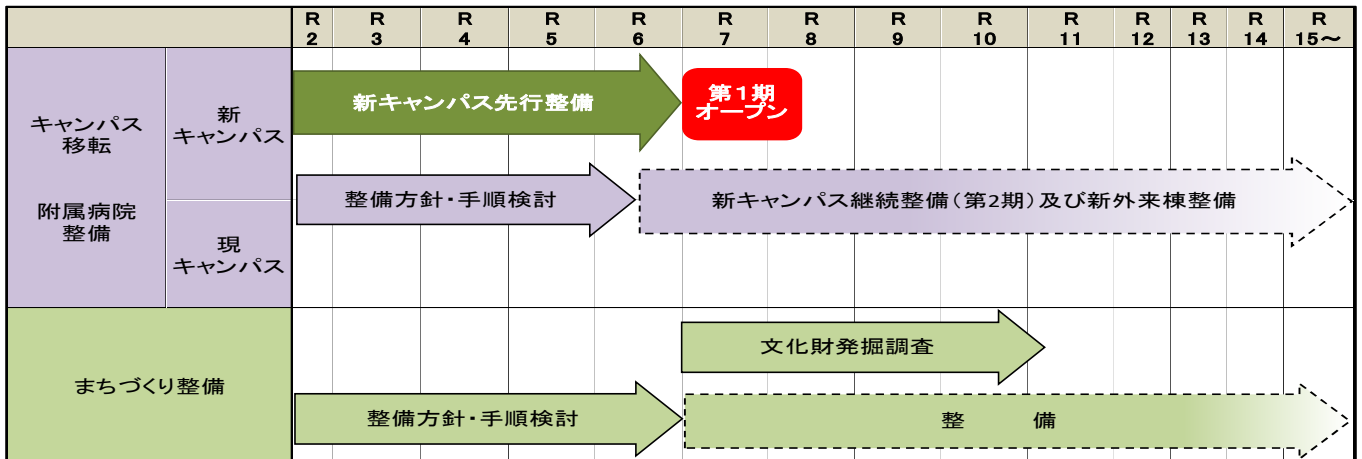 R R R R R R R R R R R R R R
2 3 4 5 6 7 8 9 10 11 12 13 14 15～
キャンパス
移転
附属病院
整備
新
キャンパス
現
キャンパス
新キャンパス先行整備
第１期
オープン
整備方針・手順検討
新キャンパス継続整備（第2期）及び新外来棟整備
まちづくり整備
文化財発掘調査
整備方針・手順検討
整　備